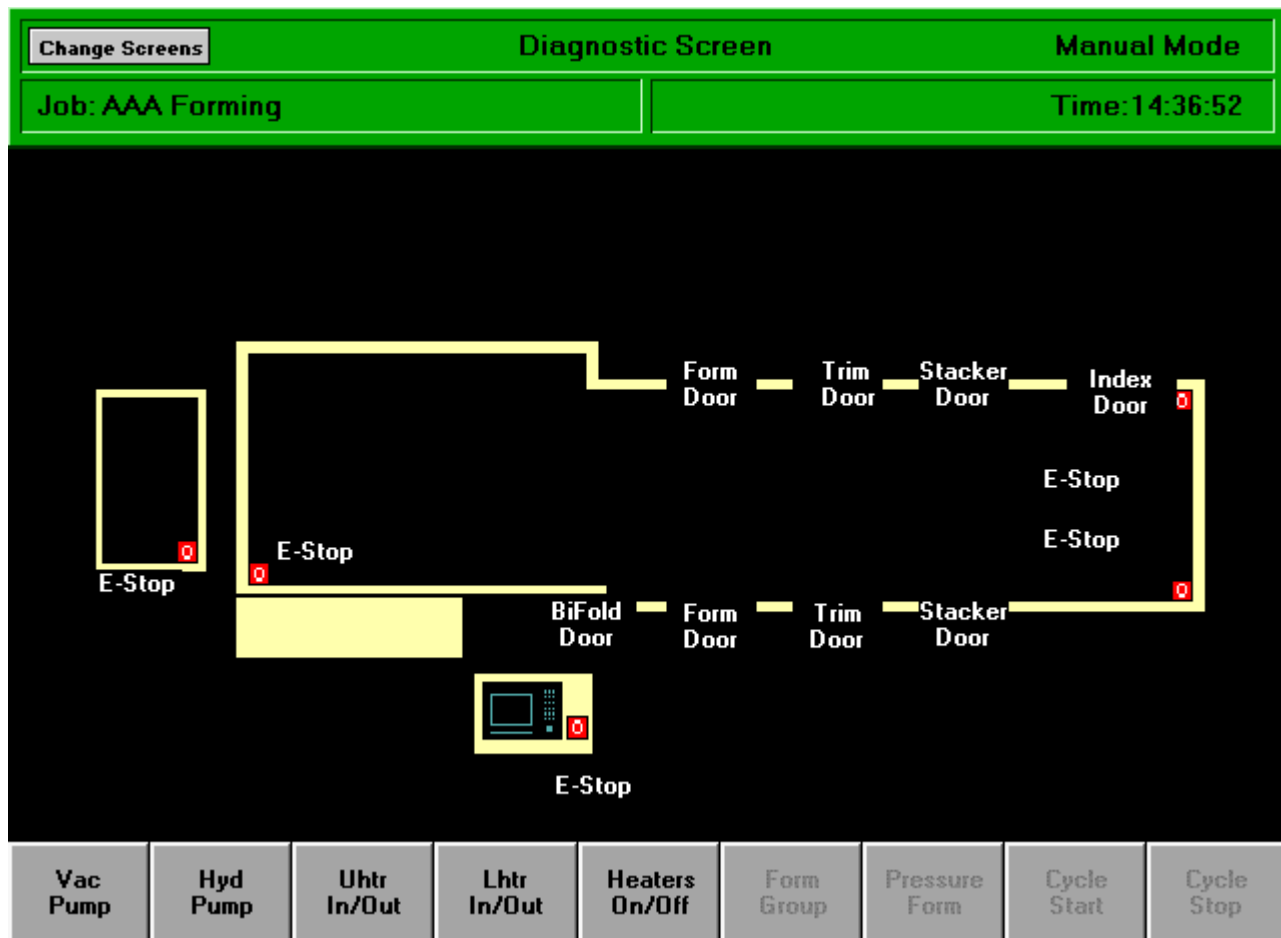 Change Screens
Diagnostic Screen
Manual Mode
Job: AAA Forming
Time:14:36:52
Form
Door
Trim
Door
Stacker
Door
Index
Door
0
E-Stop
E-Stop
0
E-Stop
0
E-Stop
0
BiFold
Door
Form
Door
Trim
Door
Stacker
Door
0
E-Stop
Vac
Pump
Hyd
Pump
Uhtr
In/Out
Lhtr
In/Out
Heaters
On/Off
Form
Group
Pressure
Form
Cycle
Start
Cycle
Stop